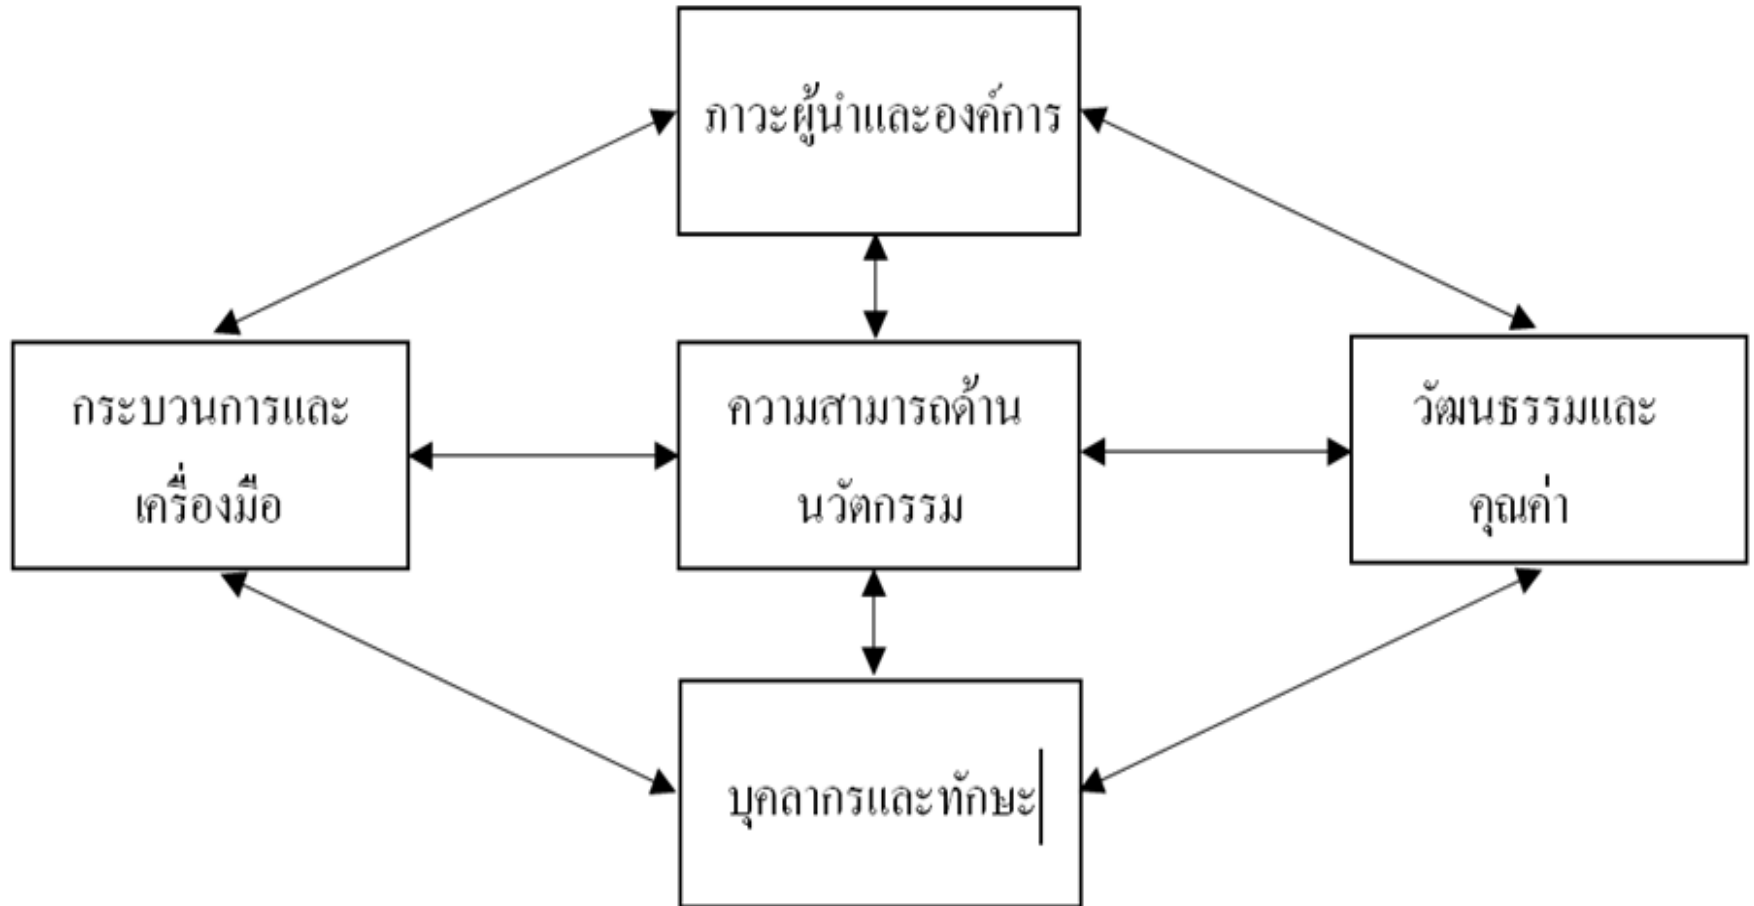 ภาวะผู้นำและองค์การ
กระบวนการและ
เครื่องมือ
ความสามารถด้าน
นวัตกรรม
วัฒนธรรมและ
คุณค่า
บุคลากรและทักษะ